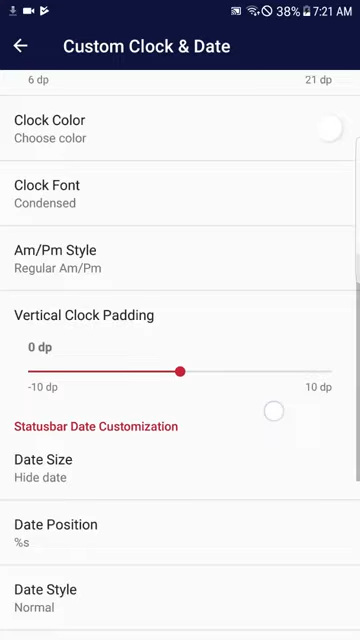 38% 7:21 AM
Custom Clock & Date
6 dp 21 dp
Clock Color
Choose color
Clock Font
Condensed
Am/Pm Style
Regular Am/Pm
Vertical Clock Padding
0 dp
-10 dp 10 dp
Statusbar Date Customization
Date Size
Hide date
Date Position
%s
Date Style
Normal